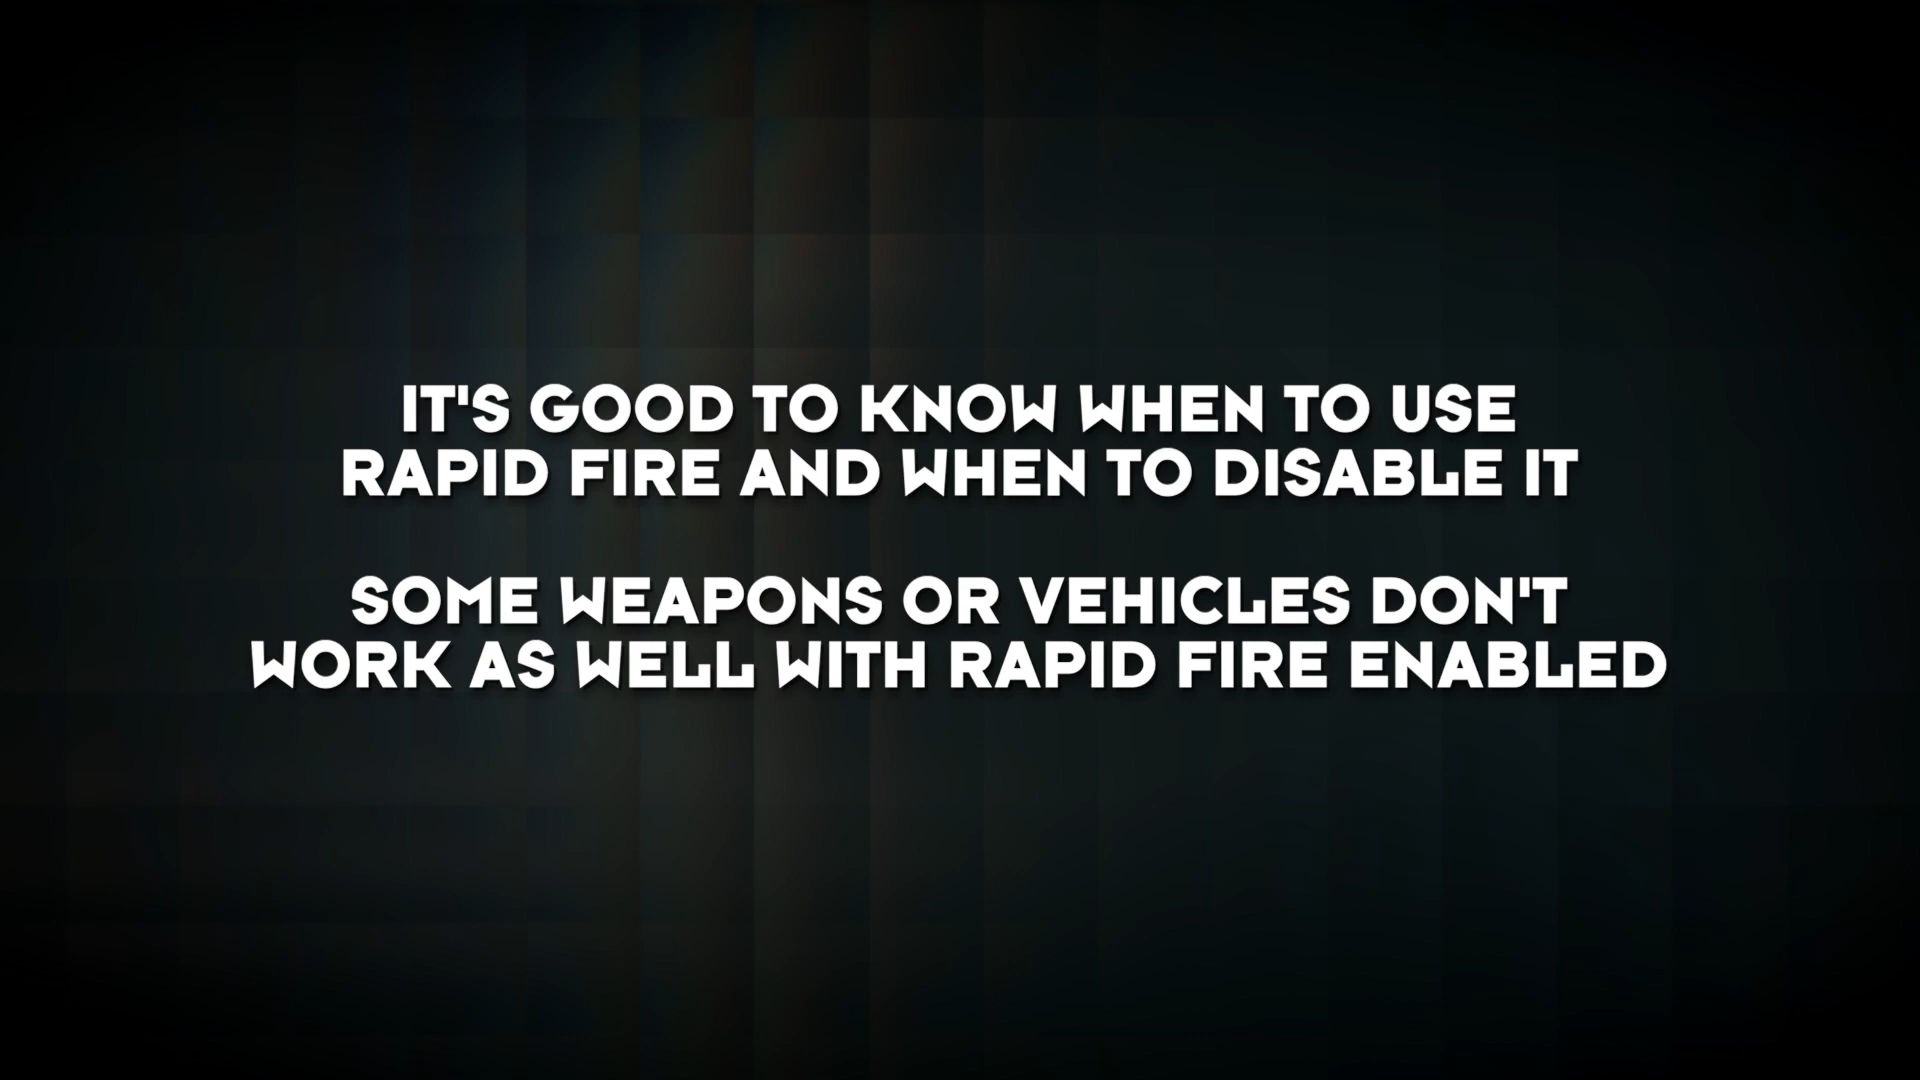 IT'S GOOD TO KNOW WHEN TO USE
RAPID FIRE AND WHEN TO DISABLE IT
SOME WEAPONS OR VEHICLES DON'T
WORK AS WELL WITH RAPID FIRE ENABLED